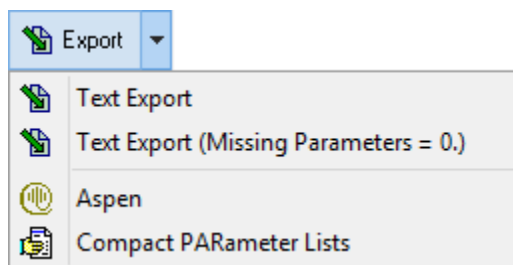 Export
Text Export
Text Export (Missing Parameters = 0.)
Aspen
Compact PARameter Lists